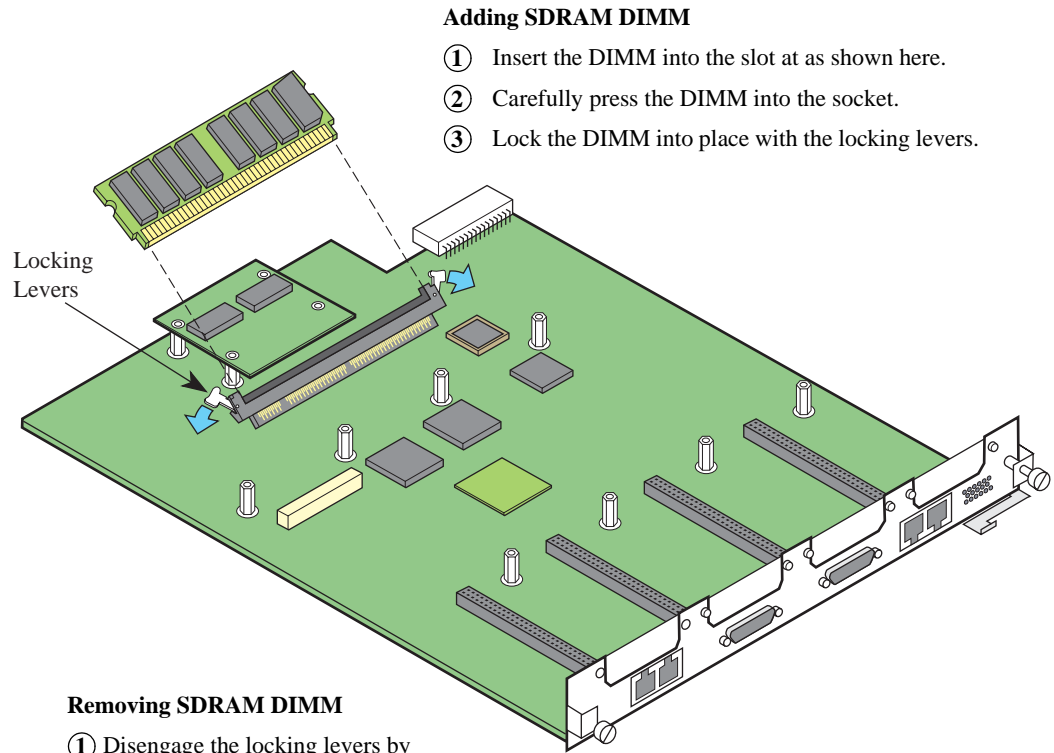 Adding SDRAM DIMM
1 Insert the DIMM into the slot at as shown here.
2 Carefully press the DIMM into the socket.
3 Lock the DIMM into place with the locking levers.
Locking
Levers
Removing SDRAM DIMM
1 Disengage the locking levers by